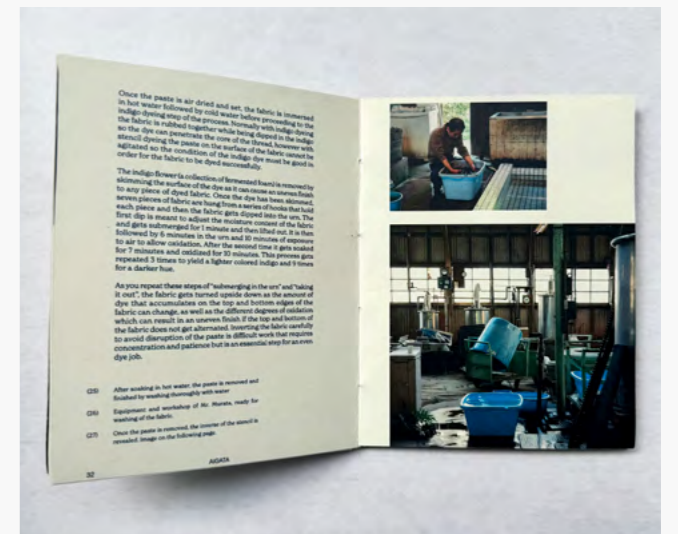 Once the paste is air dried and set, the fabric is immersed
in hot water followed by cold water before proceeding to the
indigo dyeing step of the process. Normally with indigo dyeing
the fabric is rubbed together while being dipped in the indigo
so the dye can penetrate the core of the thread, however with
stencil dyeing the paste on the surface of the fabric cannot be
agitated so the condition of the indigo dye must be good in
order for the fabric to be dyed successfully.
The indigo flower (a collection of fermented foam) is removed by
skimming the surface of the dye as it can cause an uneven finish
to any piece of dyed fabric. Once the dye has been skimmed,
seven pieces of fabric are hung from a series of hooks that hold
each piece and then the fabric gets dipped into the urn. The
first dip is meant to adjust the moisture content of the fabric
and gets submerged for 1 minute and then lifted out. It is then
followed by 6 minutes in the urn and 10 minutes of exposure
to air to allow oxidation. After the second time it gets soaked
for 7 minutes and oxidized for 10 minutes. This process gets
repeated 3 times to yield a lighter colored indigo and 9 times
for a darker hue.
As you repeat these steps of "submerging in the urn" and "taking
it out", the fabric gets turned upside down as the amount of
dye that accumulates on the top and bottom edges of the
fabric can change, as well as the different degrees of oxidation
which can result in an uneven finish if the top and bottom of
the fabric does not get alternated. Inverting the fabric carefully
to avoid disruption of the paste is difficult work that requires
concentration and patience but is an essential step for an even
dye job.
(25) After soaking in hot water, the paste is removed and
finished by washing thoroughly with water
(26) Equipment and workshop of Mr. Murata, ready for
washing of the fabric.
(27) Once the paste is removed, the interior of the stencil is
revealed. Image on the following page.
30
AIGATA